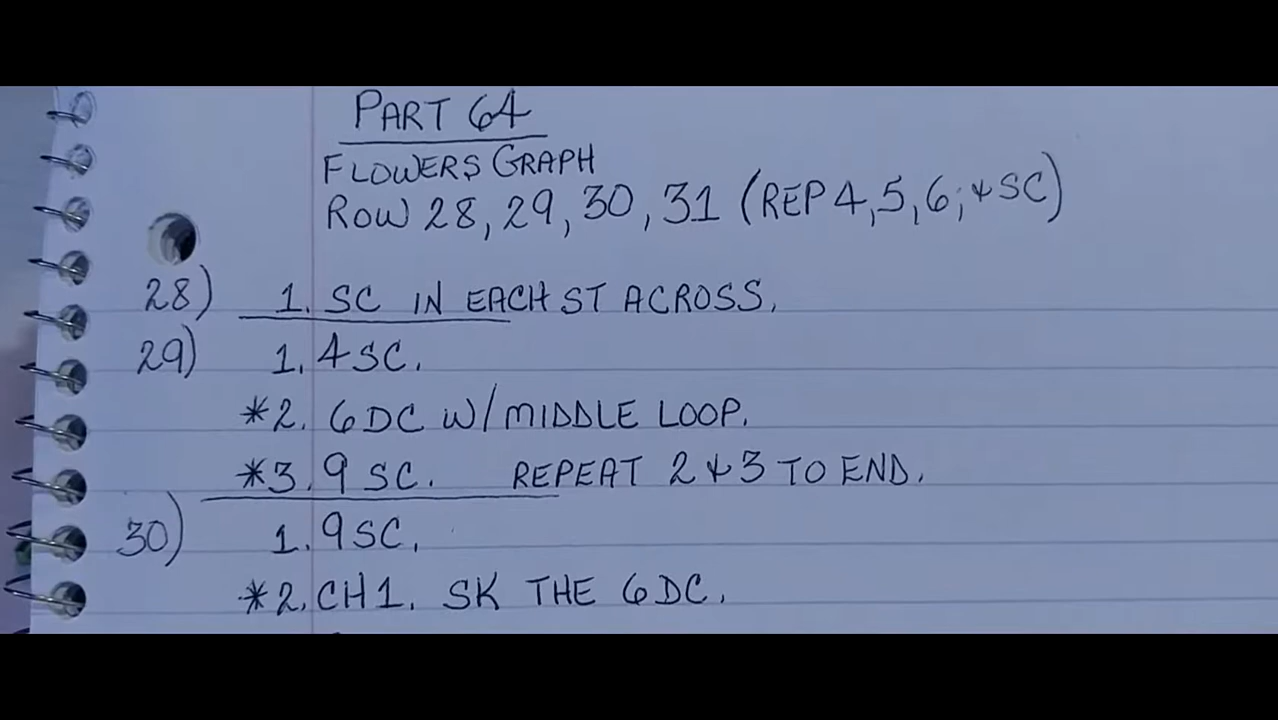 PART 64
FLOWERS GRAPH
ROW 28, 29, 30, 31 (REP 4, 5, 6, & SC)
28) 1. SC IN EACH ST ACROSS.
29) 1. 4 SC.
*2. 6 DC W/ MIDDLE LOOP.
*3. 9 SC. REPEAT 2 & 3 TO END.
30) 1. 9 SC.
*2. CH 1. SK THE 6 DC.